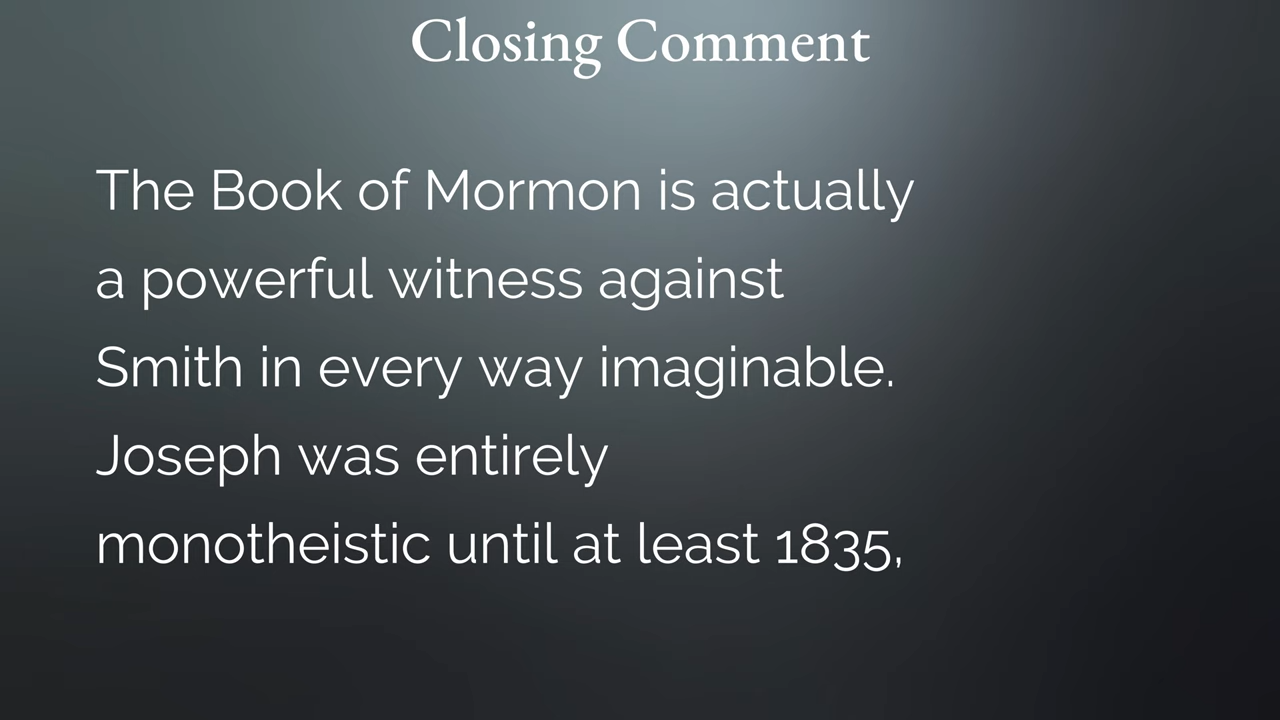 Closing Comment
The Book of Mormon is actually
a powerful witness against
Smith in every way imaginable.
Joseph was entirely
monotheistic until at least 1835,